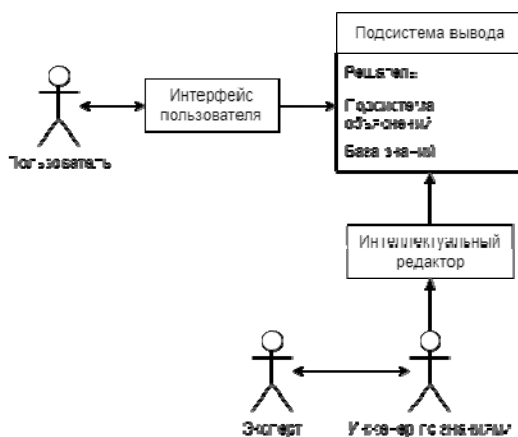 Подсистема вывода
Решатель
Подсистема
объяснений
База знаний
Интерфейс
пользователя
Пользователь
Интеллектуальный
редактор
Эксперт
Инженер по знаниям